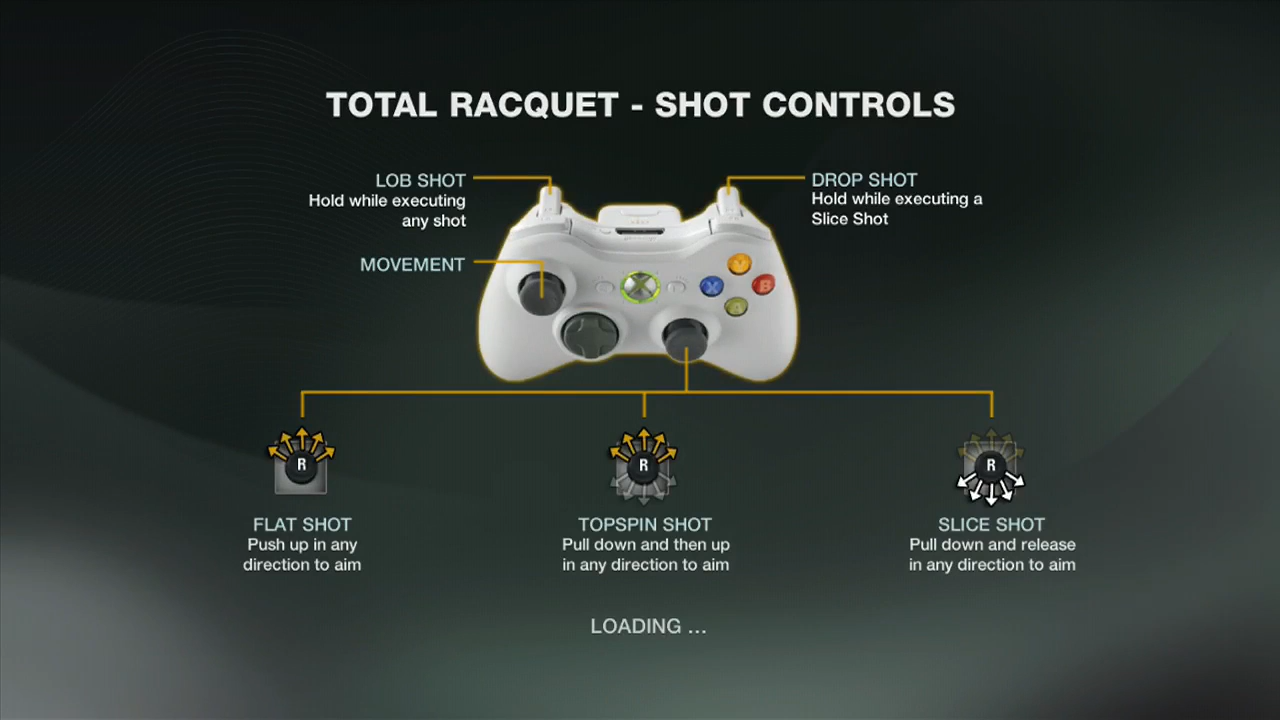 TOTAL RACQUET - SHOT CONTROLS
LOB SHOT
Hold while executing
any shot
DROP SHOT
Hold while executing a
Slice Shot
MOVEMENT
Y
X
B
A
R
R
R
FLAT SHOT
Push up in any
direction to aim
TOPSPIN SHOT
Pull down and then up
in any direction to aim
SLICE SHOT
Pull down and release
in any direction to aim
LOADING ...